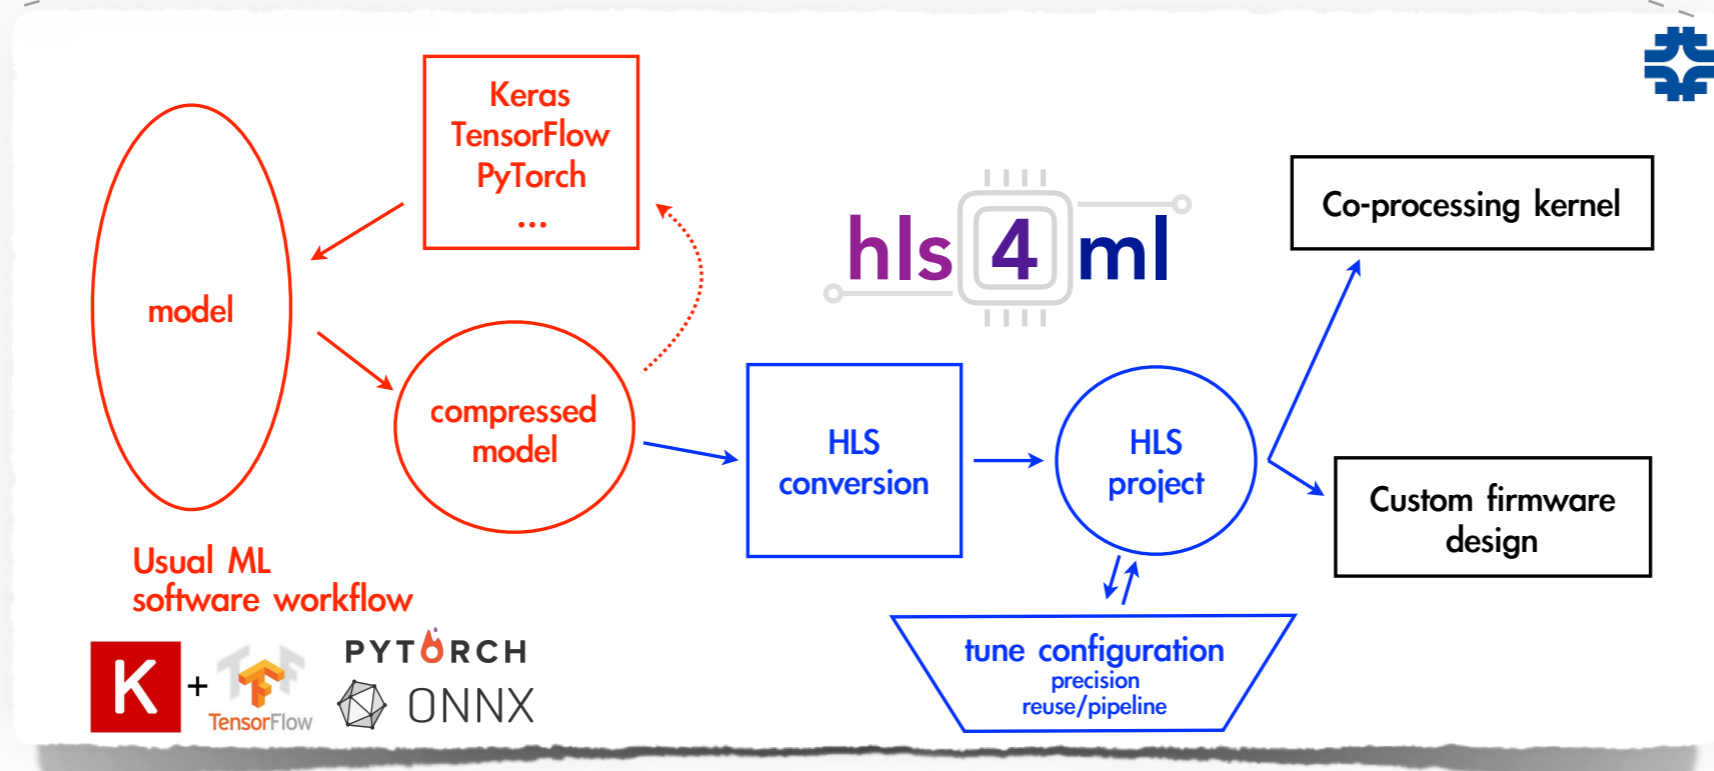 Keras
TensorFlow
PyTorch
...
model
compressed
model
Usual ML
software workflow
K
+
TF
TensorFlow
PYTORCH
ONNX
hls 4 ml
HLS
conversion
HLS
project
tune configuration
precision
reuse/pipeline
Co-processing kernel
Custom firmware
design